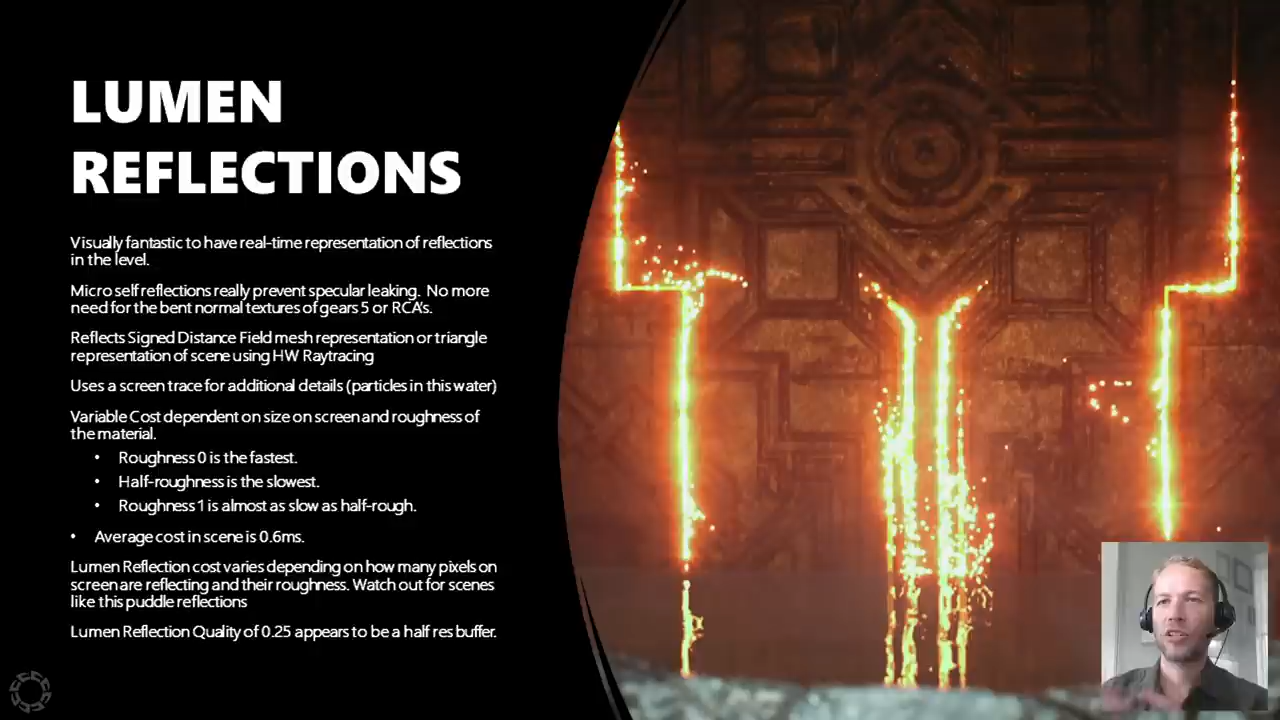 LUMEN
REFLECTIONS
Visually fantastic to have real-time representation of reflections
in the level.
Micro self reflections really prevent specular leaking. No more
need for the bent normal textures of gears 5 or RCA's.
Reflects Signed Distance Field mesh representation or triangle
representation of scene using HW Raytracing
Uses a screen trace for additional details (particles in this water)
Variable Cost dependent on size on screen and roughness of
the material.
• Roughness 0 is the fastest.
• Half-roughness is the slowest.
• Roughness 1 is almost as slow as half-rough.
• Average cost in scene is 0.6ms.
Lumen Reflection cost varies depending on how many pixels on
screen are reflecting and their roughness. Watch out for scenes
like this puddle reflections
Lumen Reflection Quality of 0.25 appears to be a half res buffer.